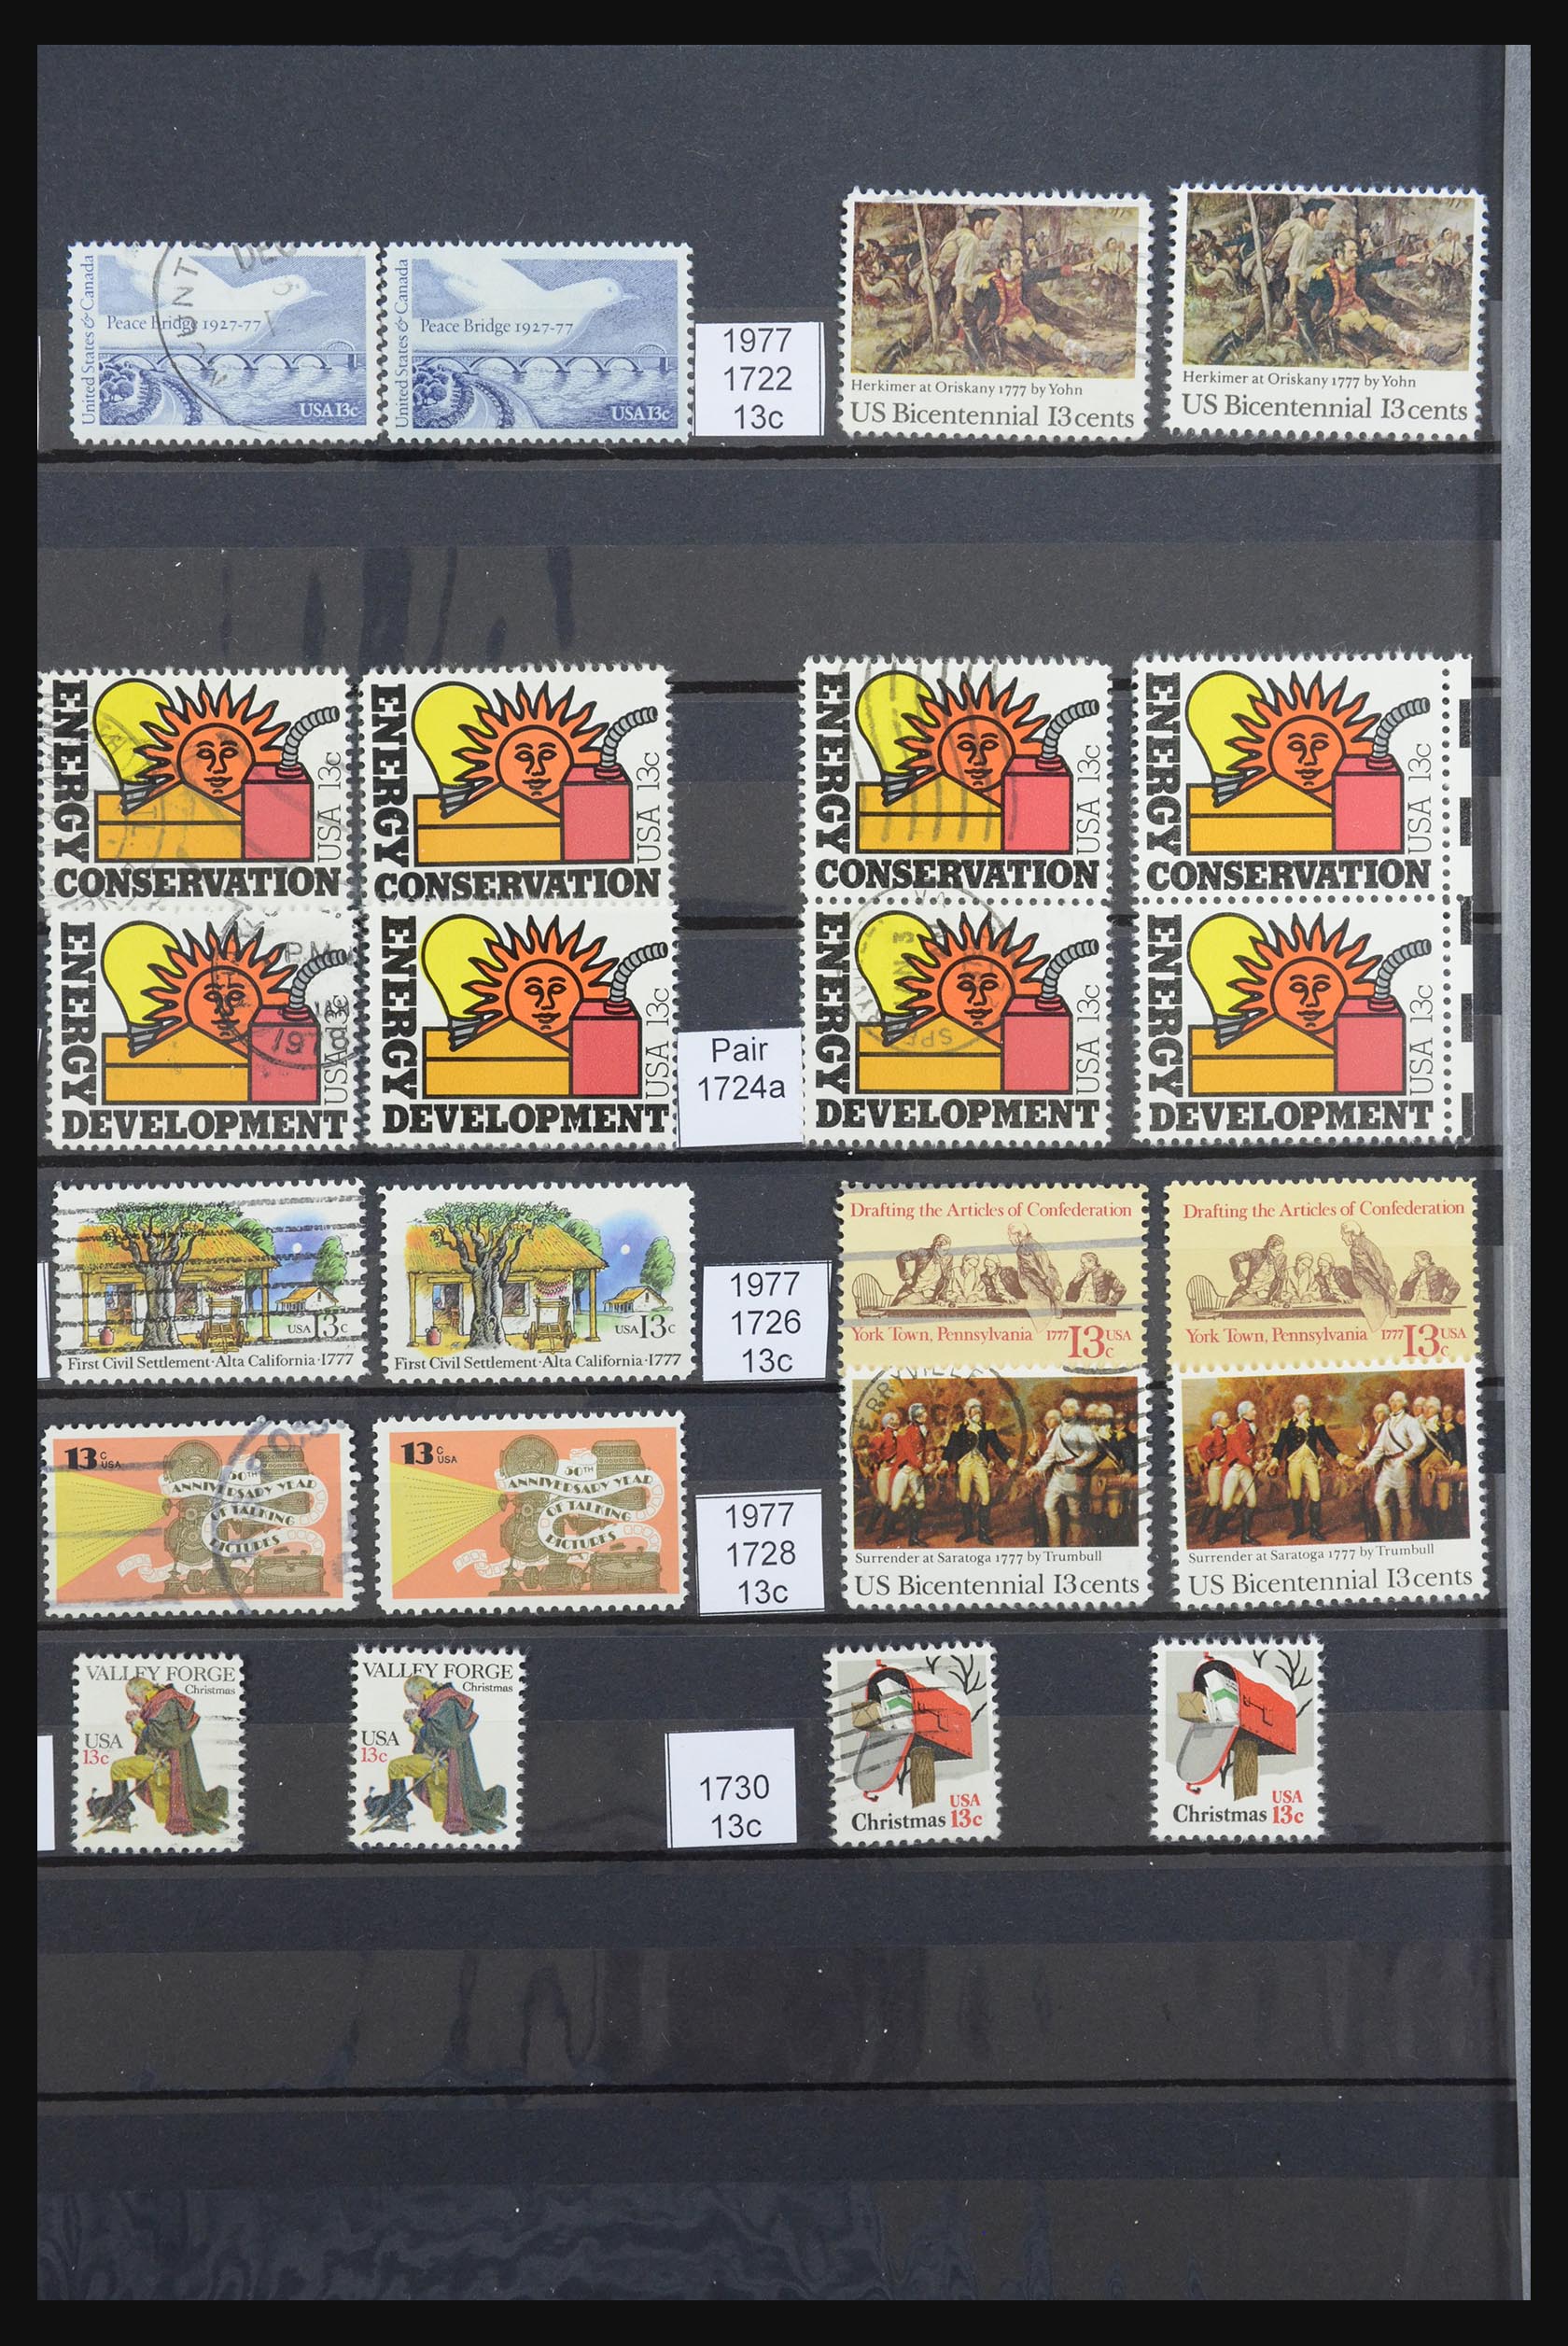 United States & Canada
Peace Bridge 1927-77
USA 13c
United States & Canada
Peace Bridge 1927-77
USA 13c
1977
1722
13c
Herkimer at Oriskany 1777 by Yohn
US Bicentennial 13 cents
Herkimer at Oriskany 1777 by Yohn
US Bicentennial 13 cents
ENERGY
CONSERVATION
USA 13c
ENERGY
CONSERVATION
USA 13c
ENERGY
CONSERVATION
USA 13c
ENERGY
CONSERVATION
USA 13c
ENERGY
DEVELOPMENT
USA 13c
PM
ENERGY
DEVELOPMENT
USA 13c
Pair
1724a
ENERGY
DEVELOPMENT
USA 13c
ENERGY
DEVELOPMENT
USA 13c
USA 13c
First Civil Settlement·Alta California·1777
USA 13c
First Civil Settlement·Alta California·1777
1977
1726
13c
Drafting the Articles of Confederation
York Town, Pennsylvania 1777 13c USA
Drafting the Articles of Confederation
York Town, Pennsylvania 1777 13c USA
13c USA
50TH
ANNIVERSARY YEAR
OF TALKING
PICTURES
13c USA
50TH
ANNIVERSARY YEAR
OF TALKING
PICTURES
1977
1728
13c
Surrender at Saratoga 1777 by Trumbull
US Bicentennial 13 cents
Surrender at Saratoga 1777 by Trumbull
US Bicentennial 13 cents
VALLEY FORGE
Christmas
USA
13c
VALLEY FORGE
Christmas
USA
13c
1730
13c
USA
Christmas 13c
USA
Christmas 13c